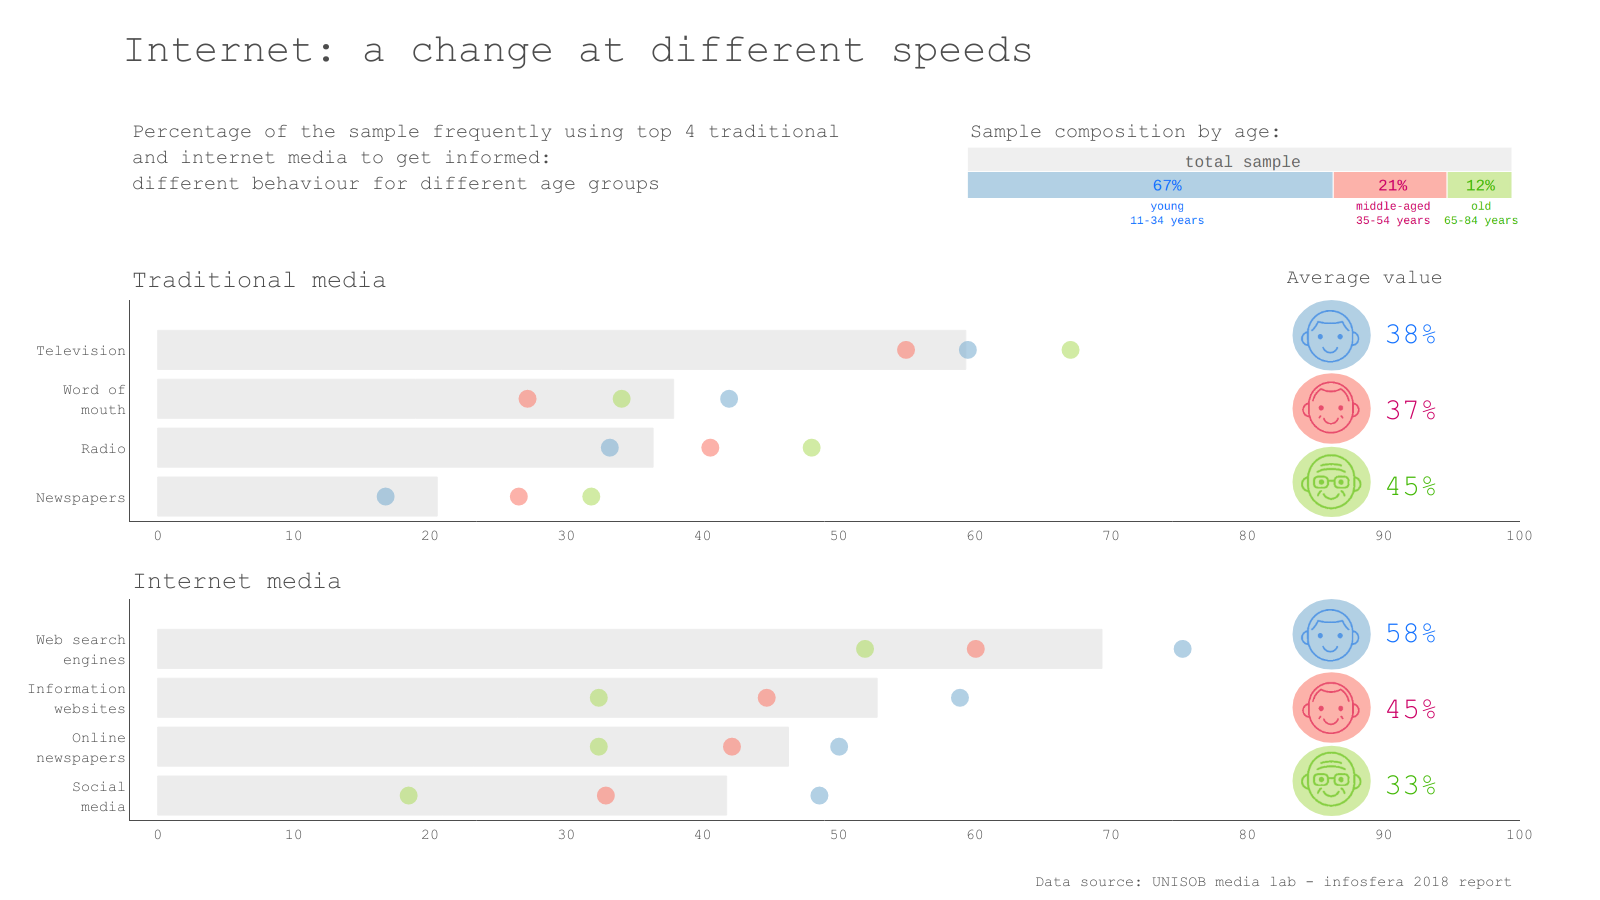 Internet: a change at different speeds
Percentage of the sample frequently using top 4 traditional
and internet media to get informed:
different behaviour for different age groups
Sample composition by age:
total sample
67% 21% 12%
young middle-aged old
11-34 years 35-54 years 65-84 years
Traditional media
Average value
Television
Word of
mouth
Radio
Newspapers
38%
37%
45%
0 10 20 30 40 50 60 70 80 90 100
Internet media
Web search
engines
Information
websites
Online
newspapers
Social
media
58%
45%
33%
0 10 20 30 40 50 60 70 80 90 100
Data source: UNISOB media lab - infosfera 2018 report